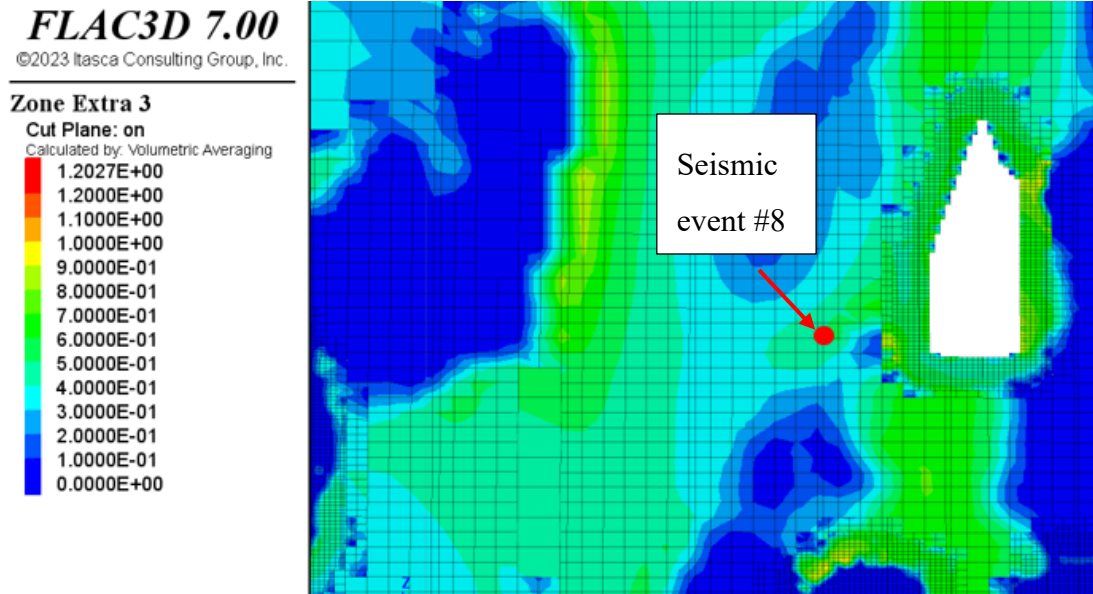 FLAC3D 7.00
©2023 Itasca Consulting Group, Inc.
Zone Extra 3
Cut Plane: on
Calculated by: Volumetric Averaging
1.2027E+00
1.2000E+00
1.1000E+00
1.0000E+00
9.0000E-01
8.0000E-01
7.0000E-01
6.0000E-01
5.0000E-01
4.0000E-01
3.0000E-01
2.0000E-01
1.0000E-01
0.0000E+00
Seismic
event #8
Z